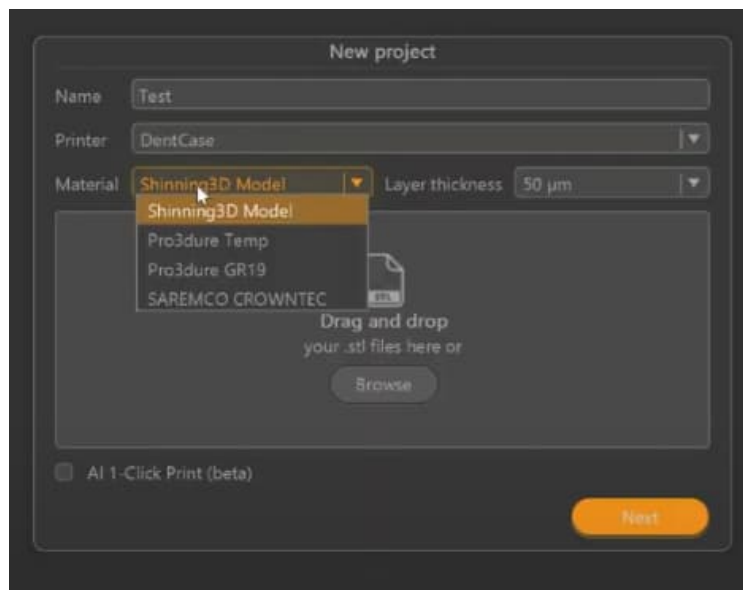 New project
Name Test
Printer DentCase
Material Shinning3D Model Layer thickness 50 µm
Shinning3D Model
Pro3dure Temp
Pro3dure GR19
SAREMCO CROWNTEC
STL
Drag and drop
your .stl files here or
Browse
AI 1-Click Print (beta)
Next